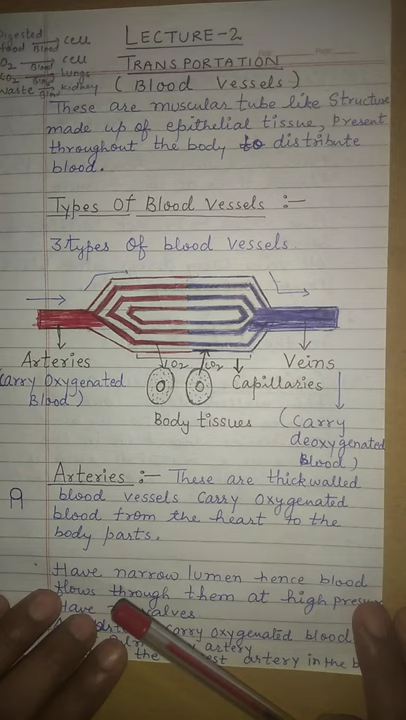 LECTURE-2
Digested food Blood cell
O2 Blood cell
CO2 Blood lungs
waste Blood kidney
TRANSPORTATION
(Blood Vessels)
These are muscular tube like Structure
made up of epithelial tissue, present
throughout the body to distribute
blood.
Types Of Blood Vessels :-
3 types of blood vessels
O2
CO2
Arteries
(carry Oxygenated
Blood)
Capillaries
Veins
Body tissues
(carry
deoxygenated
Blood)
Arteries :- These are thickwalled
blood vessels carry Oxygenated
blood from the heart to the
body parts.
A
Have narrow lumen hence blood
flows through them at high
Have valves
carry oxygenated blood
artery
the artery in the